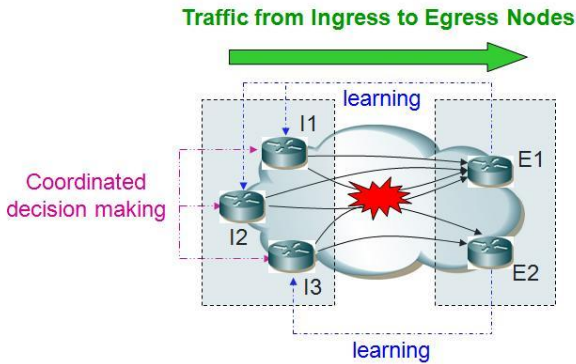 Traffic from Ingress to Egress Nodes
learning
I1
E1
Coordinated
decision making
I2
I3
E2
learning